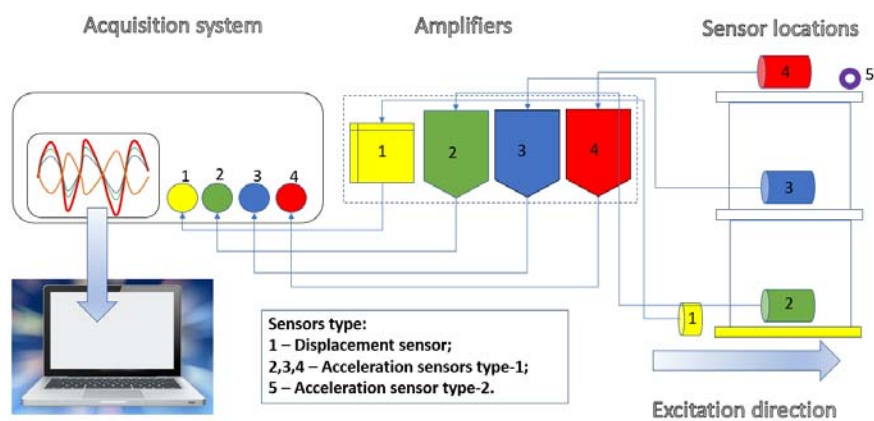 Acquisition system
Amplifiers
Sensor locations
4
5
1
2
3
4
1
2
3
4
3
2
1
Sensors type:
1 – Displacement sensor;
2,3,4 – Acceleration sensors type-1;
5 – Acceleration sensor type-2.
Excitation direction